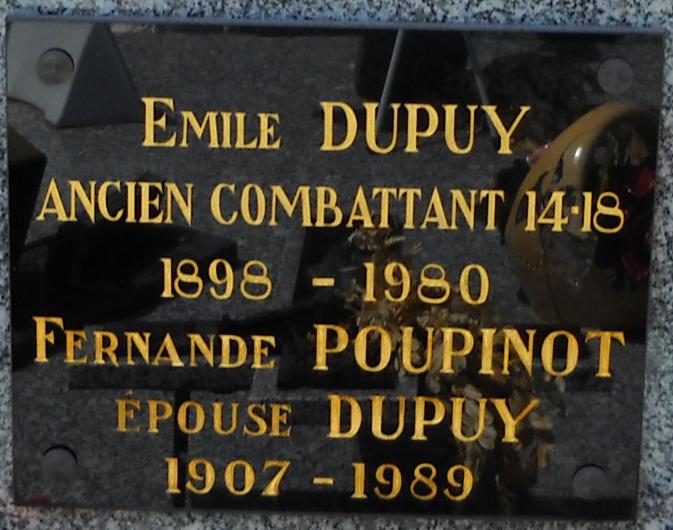 EMILE DUPUY
ANCIEN COMBATTANT 14-18
1898 - 1980
FERNANDE POUPINOT
ÉPOUSE DUPUY
1907 - 1989